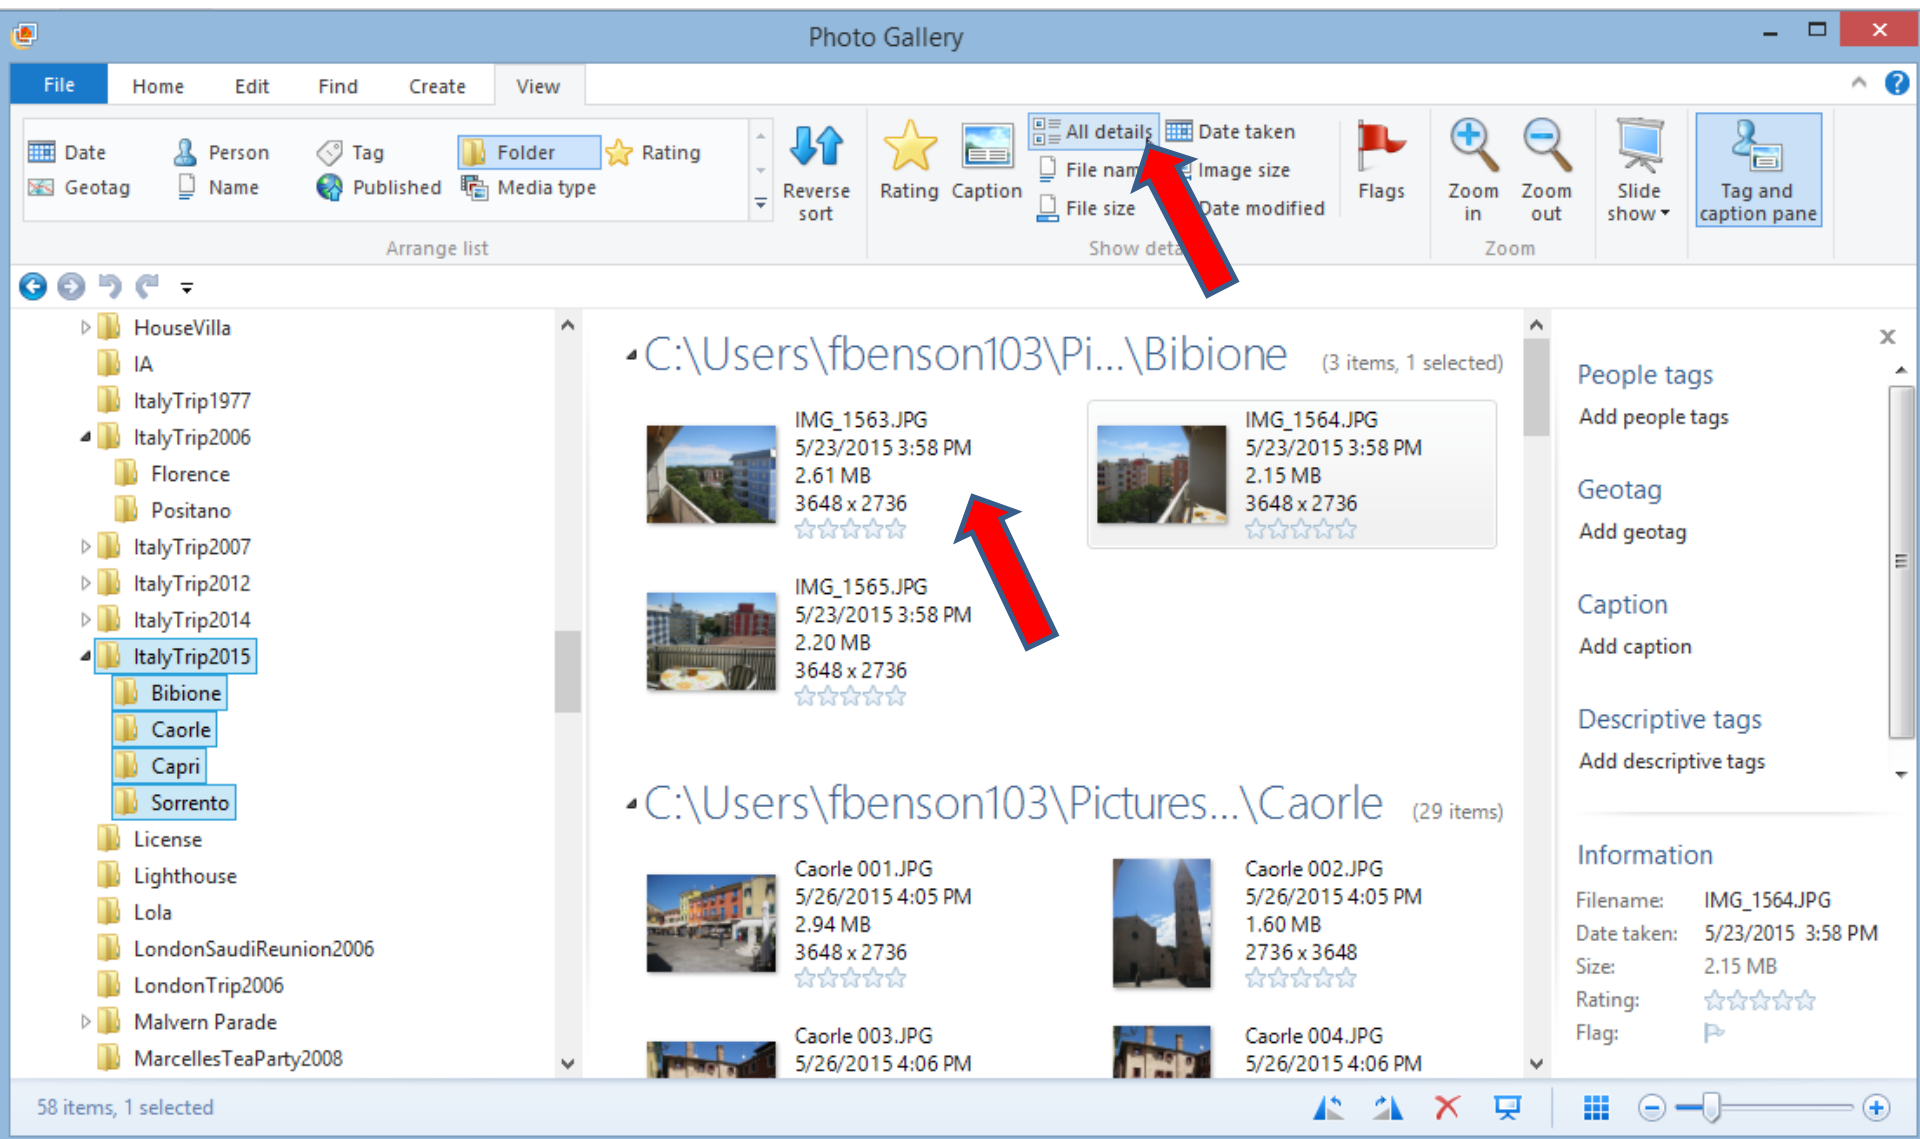 Photo Gallery
File Home Edit Find Create View
Date Person Tag Folder Rating
Geotag Name Published Media type
Arrange list
Reverse sort
Rating Caption
All details Date taken
File name Image size
File size Date modified
Show
Flags
Zoom in Zoom out
Zoom
Slide show
Tag and caption pane
HouseVilla
IA
ItalyTrip1977
ItalyTrip2006
Florence
Positano
ItalyTrip2007
ItalyTrip2012
ItalyTrip2014
ItalyTrip2015
Bibione
Caorle
Capri
Sorrento
License
Lighthouse
Lola
LondonSaudiReunion2006
LondonTrip2006
Malvern Parade
MarcellesTeaParty2008
C:\Users\fbenson103\Pi...\Bibione (3 items, 1 selected)
IMG_1563.JPG
5/23/2015 3:58 PM
2.61 MB
3648 x 2736
IMG_1564.JPG
5/23/2015 3:58 PM
2.15 MB
3648 x 2736
IMG_1565.JPG
5/23/2015 3:58 PM
2.20 MB
3648 x 2736
C:\Users\fbenson103\Pictures...\Caorle (29 items)
Caorle 001.JPG
5/26/2015 4:05 PM
2.94 MB
3648 x 2736
Caorle 002.JPG
5/26/2015 4:05 PM
1.60 MB
2736 x 3648
Caorle 003.JPG
5/26/2015 4:06 PM
Caorle 004.JPG
5/26/2015 4:06 PM
People tags
Add people tags
Geotag
Add geotag
Caption
Add caption
Descriptive tags
Add descriptive tags
Information
Filename: IMG_1564.JPG
Date taken: 5/23/2015 3:58 PM
Size: 2.15 MB
Rating:
Flag:
58 items, 1 selected